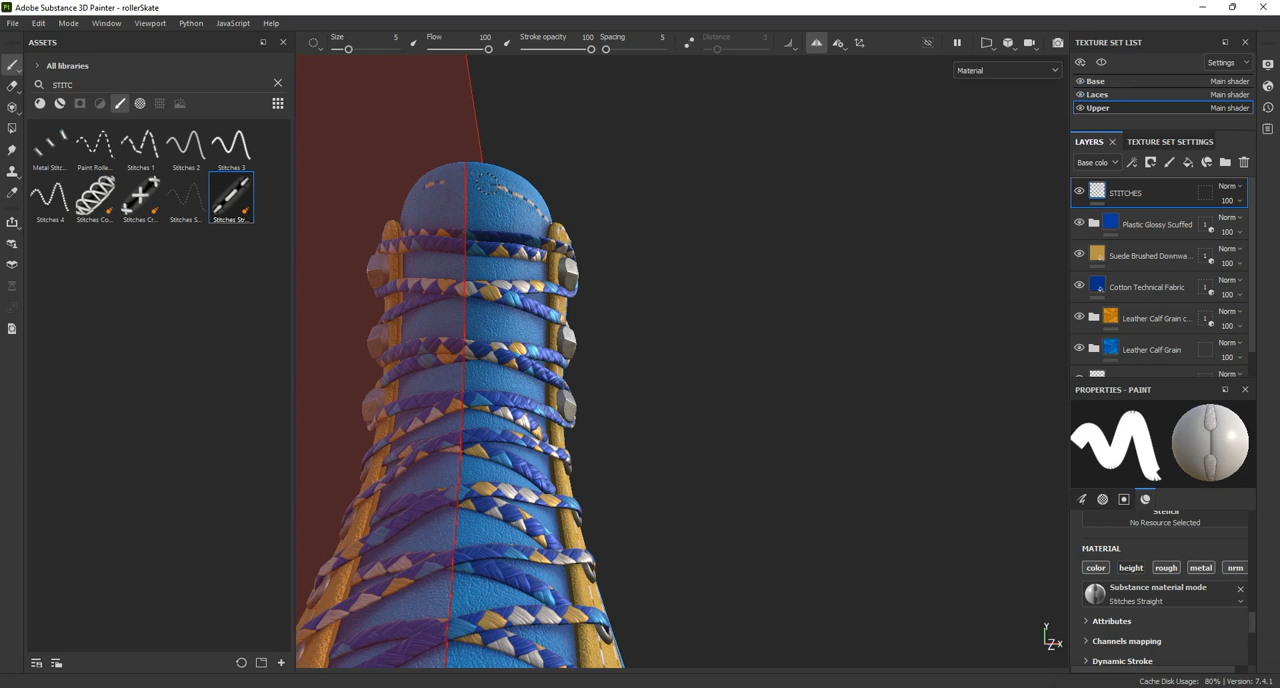 Adobe Substance 3D Painter - rollerSkate
File Edit Mode Window Viewport Python JavaScript Help
ASSETS
All libraries
STITC
Metal Stitc...
Paint Rolle...
Stitches 1
Stitches 2
Stitches 3
Stitches 4
Stitches Co...
Stitches Cr...
Stitches S...
Stitches Str...
Size 5
Flow 100
Stroke opacity 100
Spacing 5
Distance 3
Material
Y
Z X
TEXTURE SET LIST
Settings
Base Main shader
Laces Main shader
Upper Main shader
LAYERS
TEXTURE SET SETTINGS
Base colo
STITCHES Norm
100
Plastic Glossy Scuffed 1 Norm
100
Suede Brushed Downwa... 1 Norm
100
Cotton Technical Fabric 1 Norm
100
Leather Calf Grain c... 1 Norm
100
Leather Calf Grain Norm
100
Norm
PROPERTIES - PAINT
Stencil
No Resource Selected
MATERIAL
color height rough metal nrm
Substance material mode
Stitches Straight
Attributes
Channels mapping
Dynamic Stroke
Cache Disk Usage: 80% | Version: 7.4.1